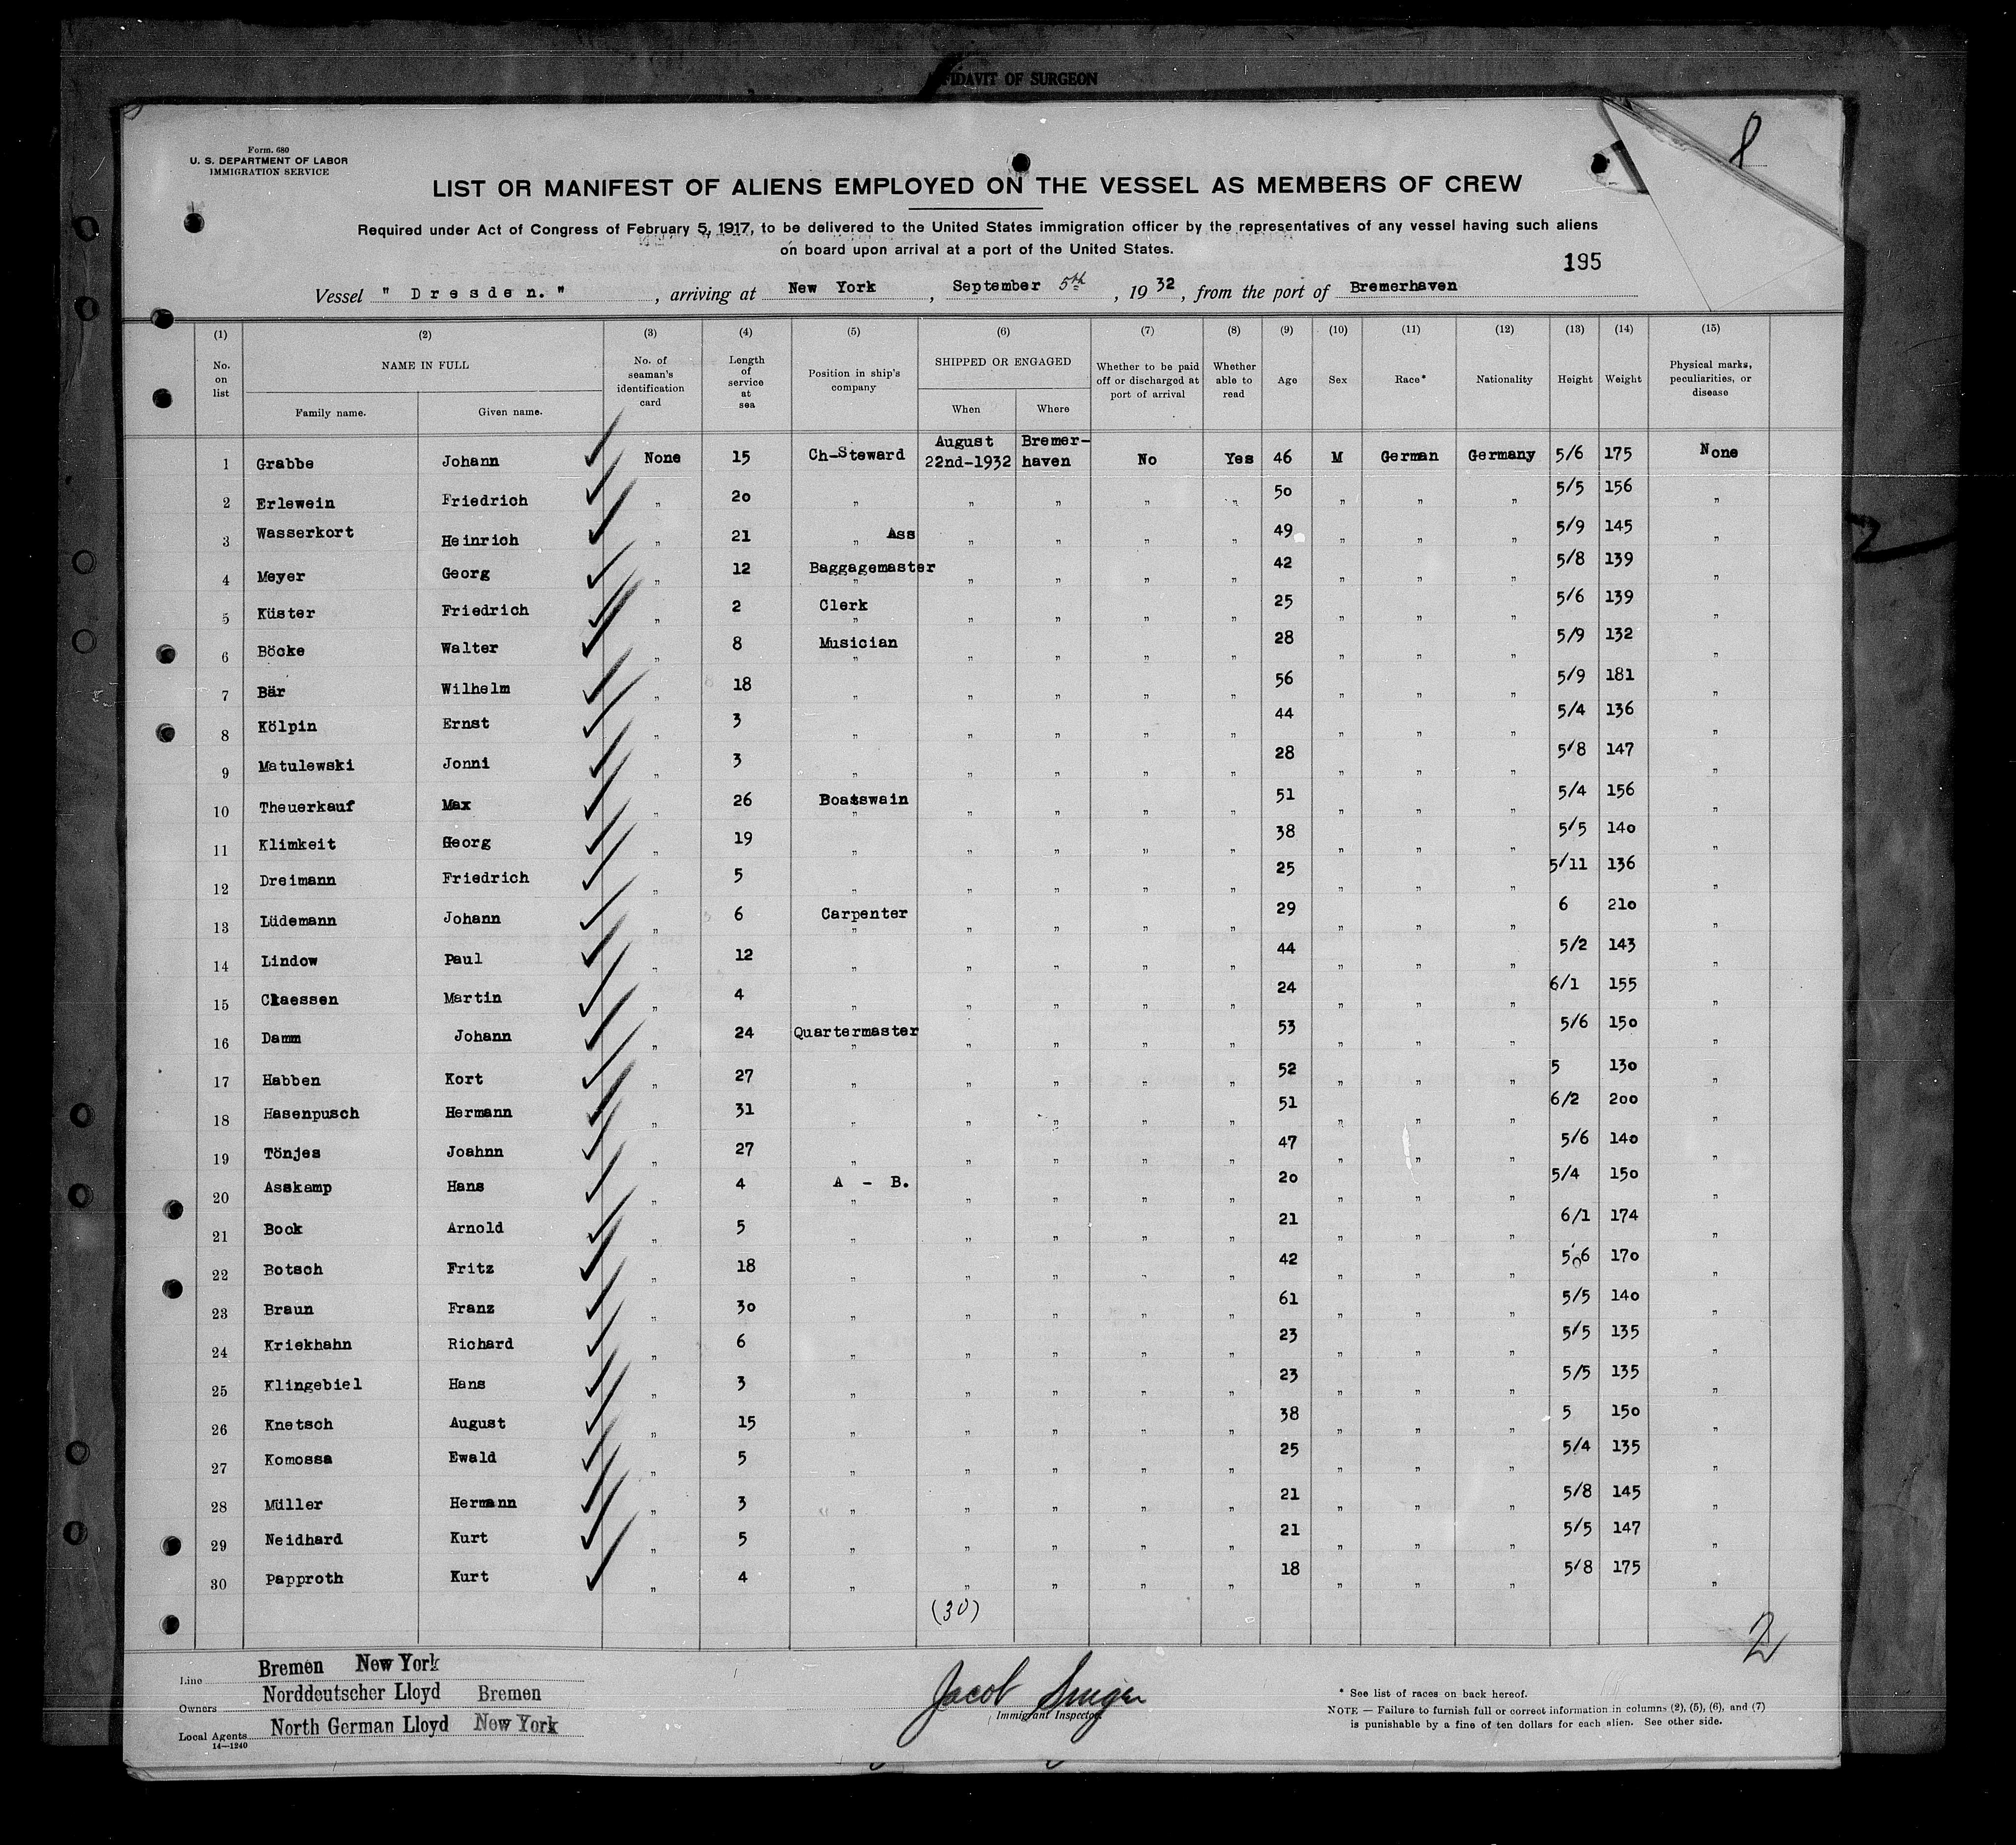 AFFIDAVIT OF SURGEON
8
Form. 680
U. S. DEPARTMENT OF LABOR
IMMIGRATION SERVICE
LIST OR MANIFEST OF ALIENS EMPLOYED ON THE VESSEL AS MEMBERS OF CREW
Required under Act of Congress of February 5, 1917, to be delivered to the United States immigration officer by the representatives of any vessel having such aliens
on board upon arrival at a port of the United States.
195
Vessel " Dresden. " , arriving at New York , September 5th , 1932, from the port of Bremerhaven
(1) (2) (3) (4) (5) (6) (7) (8) (9) (10) (11) (12) (13) (14) (15)
No. on list NAME IN FULL Family name. Given name. No. of seaman's identification card Length of service at sea Position in ship's company SHIPPED OR ENGAGED When Where Whether to be paid off or discharged at port of arrival Whether able to read Age Sex Race* Nationality Height Weight Physical marks, peculiarities, or disease
1 Grabbe Johann None 15 Ch-Steward August 22nd-1932 Bremer-haven No Yes 46 M German Germany 5/6 175 None
2 Erlewein Friedrich " 20 " " " " " 50 " " " 5/5 156 "
3 Wasserkort Heinrich " 21 " Ass " " " " 49 " " " 5/9 145 "
4 Meyer Georg " 12 Baggagemaster " " " " " 42 " " " 5/8 139 "
5 Küster Friedrich " 2 Clerk " " " " " 25 " " " 5/6 139 "
6 Böcke Walter " 8 Musician " " " " " 28 " " " 5/9 132 "
7 Bär Wilhelm " 18 " " " " " 56 " " " 5/9 181 "
8 Kölpin Ernst " 3 " " " " " 44 " " " 5/4 136 "
9 Matulewski Jonni " 3 " " " " " 28 " " " 5/8 147 "
10 Theuerkauf Max " 26 Boatswain " " " " " 51 " " " 5/4 156 "
11 Klimkeit Georg " 19 " " " " " 38 " " " 5/5 140 "
12 Dreimann Friedrich " 5 " " " " " 25 " " " 5/11 136 "
13 Lüdemann Johann " 6 Carpenter " " " " " 29 " " " 6 210 "
14 Lindow Paul " 12 " " " " " 44 " " " 5/2 143 "
15 Claessen Martin " 4 " " " " " 24 " " " 6/1 155 "
16 Damm Johann " 24 Quartermaster " " " " " 53 " " " 5/6 150 "
17 Habben Kort " 27 " " " " " 52 " " " 5 130 "
18 Hasenpusch Hermann " 31 " " " " " 51 " " " 6/2 200 "
19 Tönjes Joahnn " 27 " " " " " 47 " " " 5/6 140 "
20 Asskamp Hans " 4 A - B. " " " " " 20 " " " 5/4 150 "
21 Book Arnold " 5 " " " " " 21 " " " 6/1 174 "
22 Botsch Fritz " 18 " " " " " 42 " " " 5/6 170 "
23 Braun Franz " 30 " " " " " 61 " " " 5/5 140 "
24 Kriekhahn Richard " 6 " " " " " 23 " " " 5/5 135 "
25 Klingebiel Hans " 3 " " " " " 23 " " " 5/5 135 "
26 Knetsch August " 15 " " " " " 38 " " " 5 150 "
27 Komossa Ewald " 5 " " " " " 25 " " " 5/4 135 "
28 Müller Hermann " 3 " " " " " 21 " " " 5/8 145 "
29 Neidhard Kurt " 5 " " " " " 21 " " " 5/5 147 "
30 Papproth Kurt " 4 " " " " " 18 " " " 5/8 175 "
(30)
2
2
Line Bremen New York
Owners Norddeutscher Lloyd Bremen
Local Agents North German Lloyd New York
14—1240
Jacob
Immigrant Inspector.
* See list of races on back hereof.
NOTE — Failure to furnish full or correct information in columns (2), (5), (6), and (7)
is punishable by a fine of ten dollars for each alien. See other side.